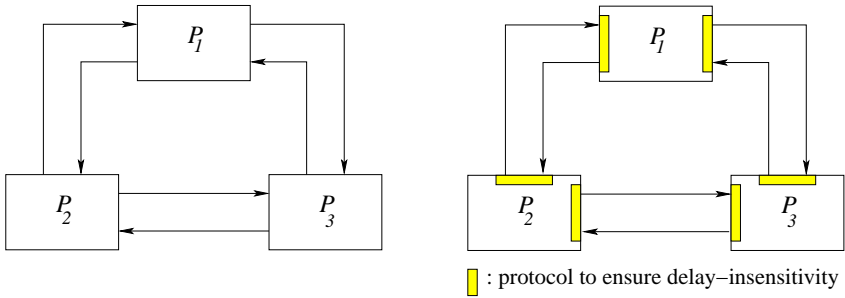 P1 P1
P2 P3 P2 P3
: protocol to ensure delay−insensitivity